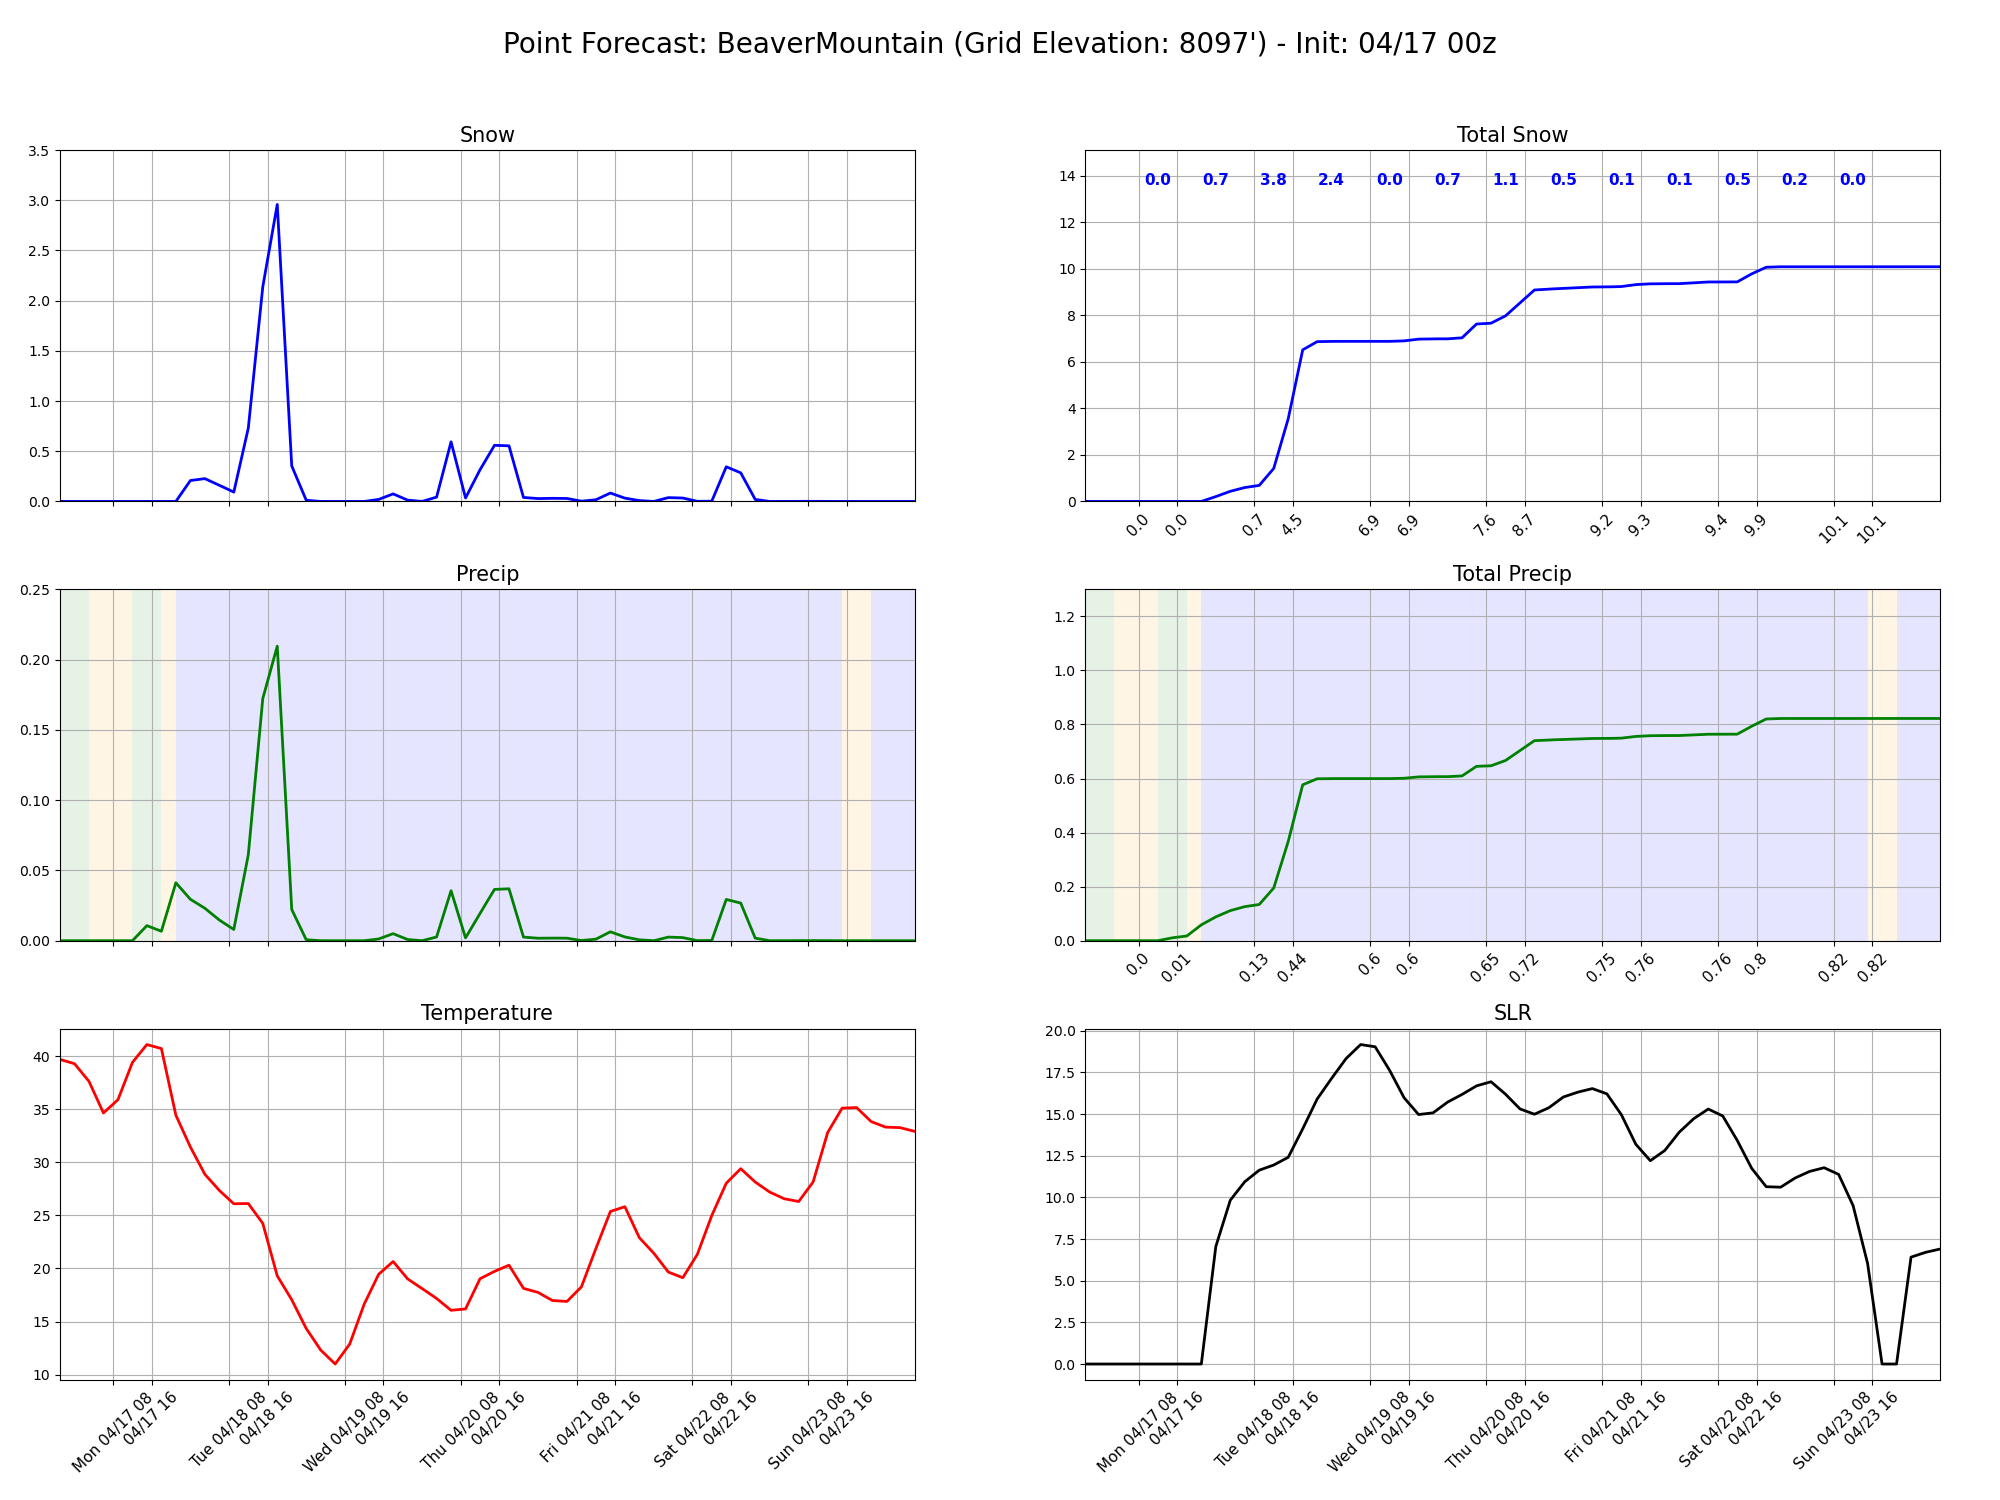 Point Forecast: BeaverMountain (Grid Elevation: 8097') - Init: 04/17 00z
Snow
3.5
3.0
2.5
2.0
1.5
1.0
0.5
0.0
Total Snow
0.0 0.7 3.8 2.4 0.0 0.7 1.1 0.5 0.1 0.1 0.5 0.2 0.0
14
12
10
8
6
4
2
0
0.0 0.0 0.7 4.5 6.9 6.9 7.6 8.7 9.2 9.3 9.4 9.9 10.1 10.1
Precip
0.25
0.20
0.15
0.10
0.05
0.00
Total Precip
1.2
1.0
0.8
0.6
0.4
0.2
0.0
0.0 0.01 0.13 0.44 0.6 0.6 0.65 0.72 0.75 0.76 0.76 0.8 0.82 0.82
Temperature
40
35
30
25
20
15
10
Mon 04/17 08
04/17 16
Tue 04/18 08
04/18 16
Wed 04/19 08
04/19 16
Thu 04/20 08
04/20 16
Fri 04/21 08
04/21 16
Sat 04/22 08
04/22 16
Sun 04/23 08
04/23 16
SLR
20.0
17.5
15.0
12.5
10.0
7.5
5.0
2.5
0.0
Mon 04/17 08
04/17 16
Tue 04/18 08
04/18 16
Wed 04/19 08
04/19 16
Thu 04/20 08
04/20 16
Fri 04/21 08
04/21 16
Sat 04/22 08
04/22 16
Sun 04/23 08
04/23 16